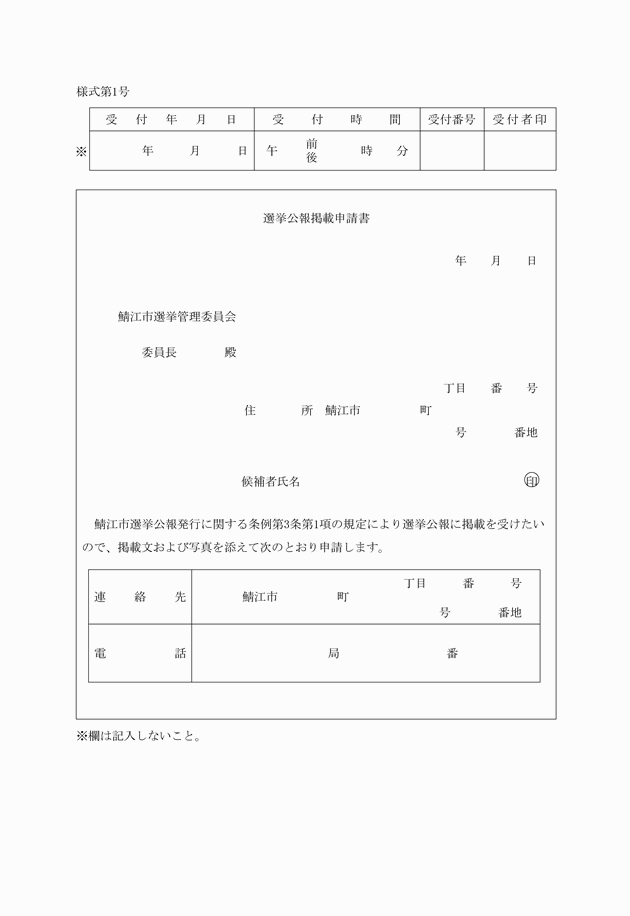 様式第1号
受付年月日 受付時間 受付番号 受付者印
※ 年 月 日 午 前 後 時 分
選挙公報掲載申請書
年 月 日
鯖江市選挙管理委員会
委員長 殿
丁目 番 号
住 所 鯖江市 町
号 番地
候補者氏名 ㊞
鯖江市選挙公報発行に関する条例第3条第1項の規定により選挙公報に掲載を受けたい
ので、掲載文および写真を添えて次のとおり申請します。
丁目 番 号
連絡先 鯖江市 町
号 番地
電話 局 番
※欄は記入しないこと。